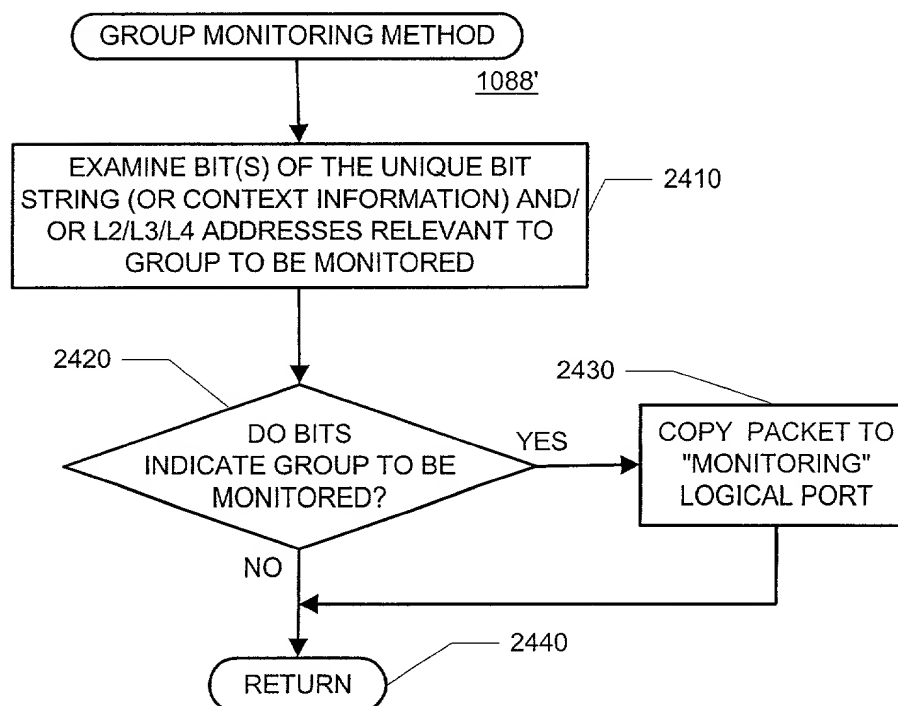 GROUP MONITORING METHOD
1088'
EXAMINE BIT(S) OF THE UNIQUE BIT
STRING (OR CONTEXT INFORMATION) AND/
OR L2/L3/L4 ADDRESSES RELEVANT TO
GROUP TO BE MONITORED
2410
2420
DO BITS
INDICATE GROUP TO BE
MONITORED?
YES
2430
COPY PACKET TO
"MONITORING"
LOGICAL PORT
NO
2440
RETURN